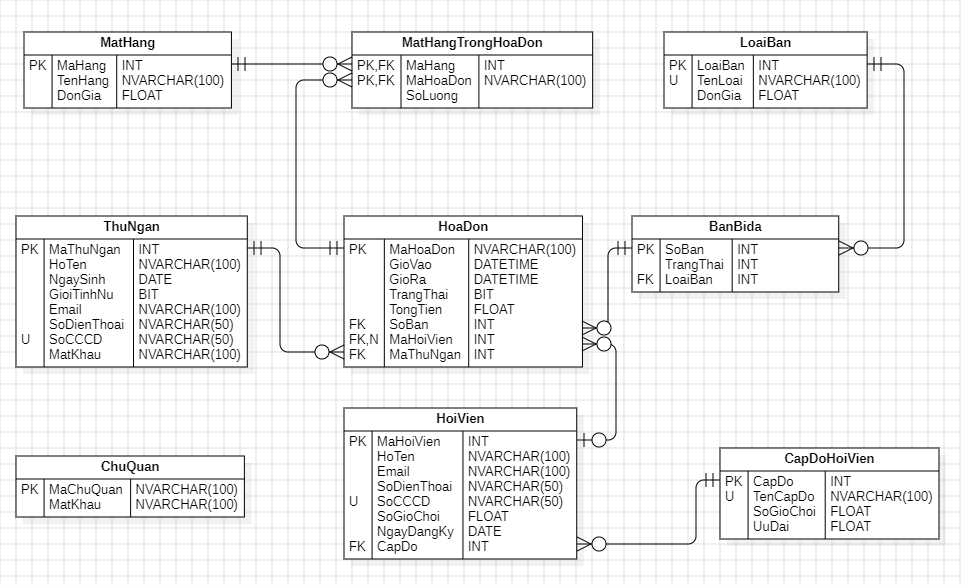 MatHang
PK MaHang INT
TenHang NVARCHAR(100)
DonGia FLOAT
MatHangTrongHoaDon
PK,FK MaHang INT
PK,FK MaHoaDon NVARCHAR(100)
SoLuong
LoaiBan
PK LoaiBan INT
U TenLoai NVARCHAR(100)
DonGia FLOAT
ThuNgan
PK MaThuNgan INT
HoTen NVARCHAR(100)
NgaySinh DATE
GioiTinhNu BIT
Email NVARCHAR(100)
SoDienThoai NVARCHAR(50)
U SoCCCD NVARCHAR(50)
MatKhau NVARCHAR(100)
HoaDon
PK MaHoaDon NVARCHAR(100)
GioVao DATETIME
GioRa DATETIME
TrangThai BIT
TongTien FLOAT
FK SoBan INT
FK,N MaHoiVien INT
FK MaThuNgan INT
BanBida
PK SoBan INT
TrangThai INT
FK LoaiBan INT
ChuQuan
PK MaChuQuan NVARCHAR(100)
MatKhau NVARCHAR(100)
HoiVien
PK MaHoiVien INT
HoTen NVARCHAR(100)
Email NVARCHAR(100)
SoDienThoai NVARCHAR(50)
U SoCCCD NVARCHAR(50)
SoGioChoi FLOAT
NgayDangKy DATE
FK CapDo INT
CapDoHoiVien
PK CapDo INT
U TenCapDo NVARCHAR(100)
SoGioChoi FLOAT
UuDai FLOAT